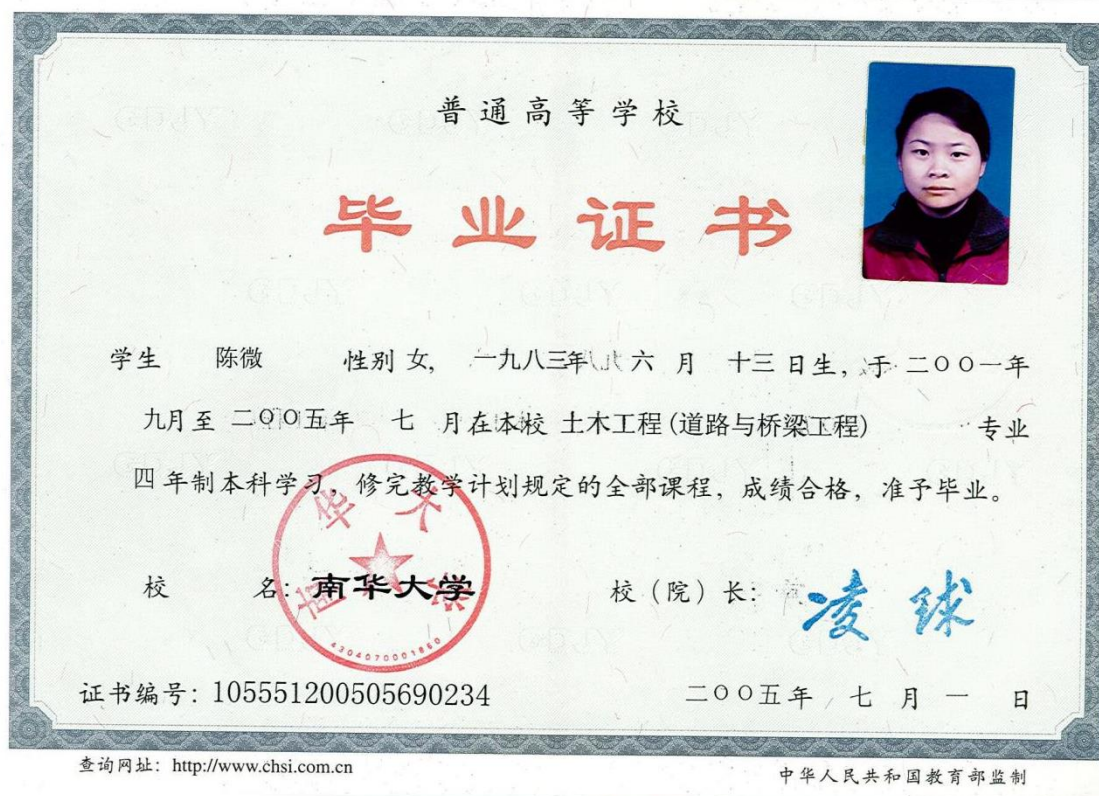 普通高等学校
毕业证书
学生 陈微 性别 女, 一九八三年 六 月 十三 日生, 于 二〇〇一年
九月至 二〇〇五年 七 月在本校 土木工程(道路与桥梁工程) 专业
四 年制本科学习, 修完教学计划规定的全部课程, 成绩合格, 准予毕业。
南华大学
校 名: 南华大学 校(院)长: 凌球
4304070001860
证书编号: 105551200505690234 二〇〇五年 七 月 一 日
查询网址: http://www.chsi.com.cn 中华人民共和国教育部监制